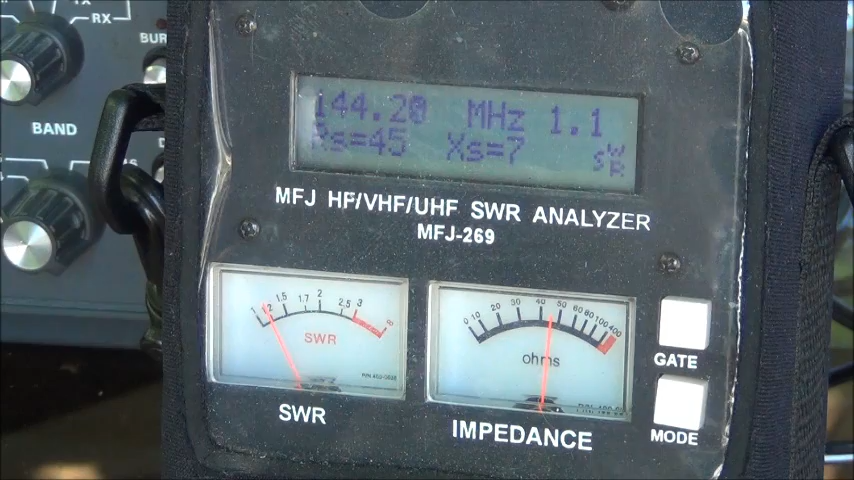 RX
BUR
BAND
144.20 MHz 1.1
Rs=45 Xs=7 SWR
MFJ HF/VHF/UHF SWR ANALYZER
MFJ-269
1 1.2 1.5 1.7 2 2.5 3 ∞
SWR
SWR
0 10 20 30 40 50 60 80 100 400
ohms
IMPEDANCE
GATE
MODE